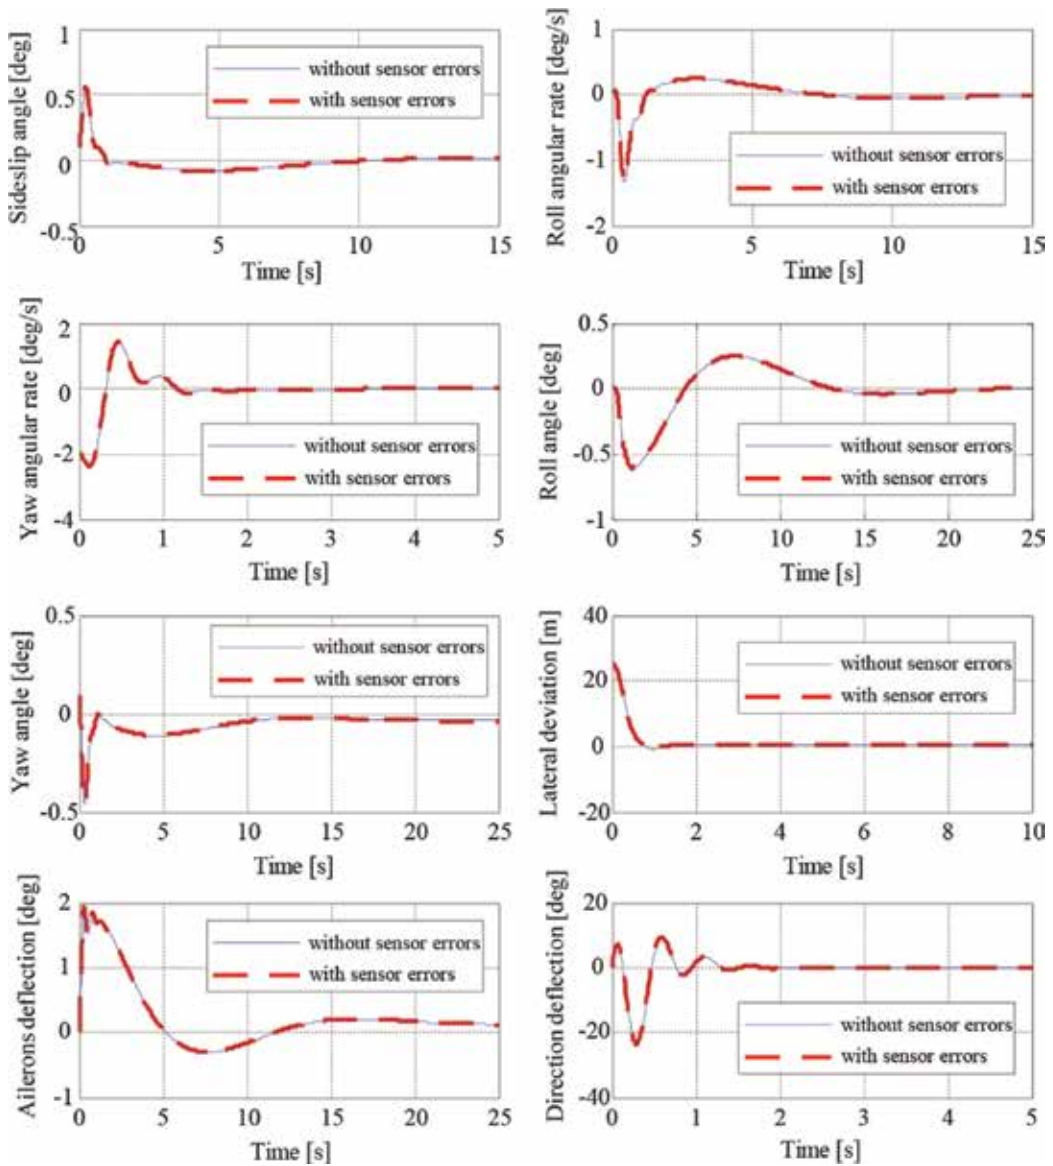 Sideslip angle [deg]
1
0.5
0
-0.5
without sensor errors
with sensor errors
0 5 10 15
Time [s]
Roll angular rate [deg/s]
1
0
-1
-2
without sensor errors
with sensor errors
0 5 10 15
Time [s]
Yaw angular rate [deg/s]
2
0
-2
-4
without sensor errors
with sensor errors
0 1 2 3 4 5
Time [s]
Roll angle [deg]
0.5
0
-0.5
-1
without sensor errors
with sensor errors
0 5 10 15 20 25
Time [s]
Yaw angle [deg]
0.5
0
-0.5
without sensor errors
with sensor errors
0 5 10 15 20 25
Time [s]
Lateral deviation [m]
40
20
0
-20
without sensor errors
with sensor errors
0 2 4 6 8 10
Time [s]
Ailerons deflection [deg]
2
1
0
-1
without sensor errors
with sensor errors
0 5 10 15 20 25
Time [s]
Direction deflection [deg]
20
0
-20
-40
without sensor errors
with sensor errors
0 1 2 3 4 5
Time [s]